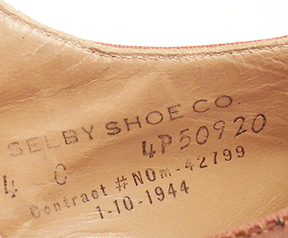 SELBY SHOE CO.
4P50920
4 C
Contract # NOm-42799
1-10-1944